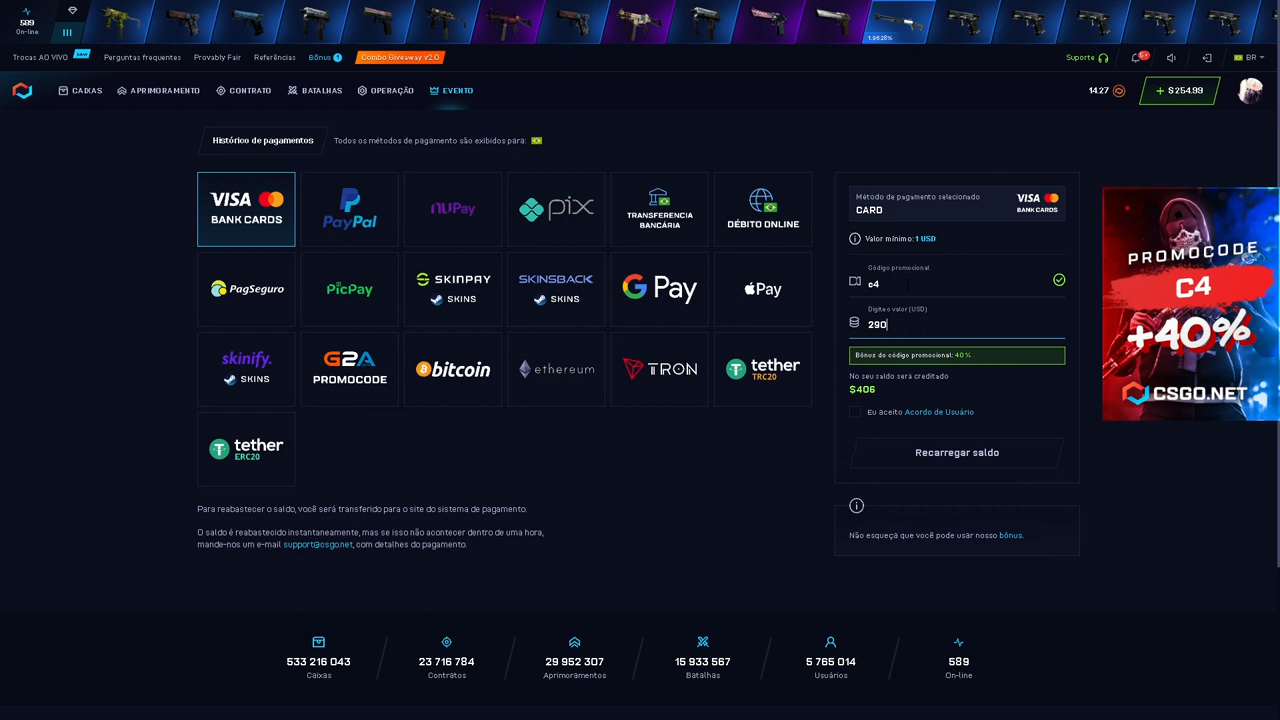 589
On-line
1.9628%
Trocas AO VIVO NEW
Perguntas frequentes
Provably Fair
Referências
Bônus 1
Combo Giveaway v2.0
Suporte
5+
BR
CAIXAS
APRIMORAMENTO
CONTRATO
BATALHAS
OPERAÇÃO
EVENTO
14.27
+ $ 254.99
Histórico de pagamentos
Todos os métodos de pagamento são exibidos para:
VISA
BANK CARDS
PayPal
nuPay
pix
TRANSFERENCIA
BANCÁRIA
DÉBITO ONLINE
PagSeguro
PicPay
SKINPAY
SKINS
SKINSBACK
SKINS
G Pay
Pay
skinify.
SKINS
G2A
PROMOCODE
bitcoin
ethereum
TRON
tether
TRC20
tether
ERC20
Método de pagamento selecionado
CARD
VISA
BANK CARDS
Valor mínimo: 1 USD
Código promocional
c4
Digite o valor (USD)
290
Bônus do código promocional: 40%
No seu saldo será creditado
$406
Eu aceito Acordo de Usuário
Recarregar saldo
Não esqueça que você pode usar nosso bônus.
PROMOCODE
C4
+40%
CSGO.NET
Para reabastecer o saldo, você será transferido para o site do sistema de pagamento.
O saldo é reabastecido instantaneamente, mas se isso não acontecer dentro de uma hora,
mande-nos um e-mail support@csgo.net, com detalhes do pagamento.
533 216 043
Caixas
23 716 784
Contratos
29 952 307
Aprimoramentos
15 933 567
Batalhas
5 765 014
Usuários
589
On-line